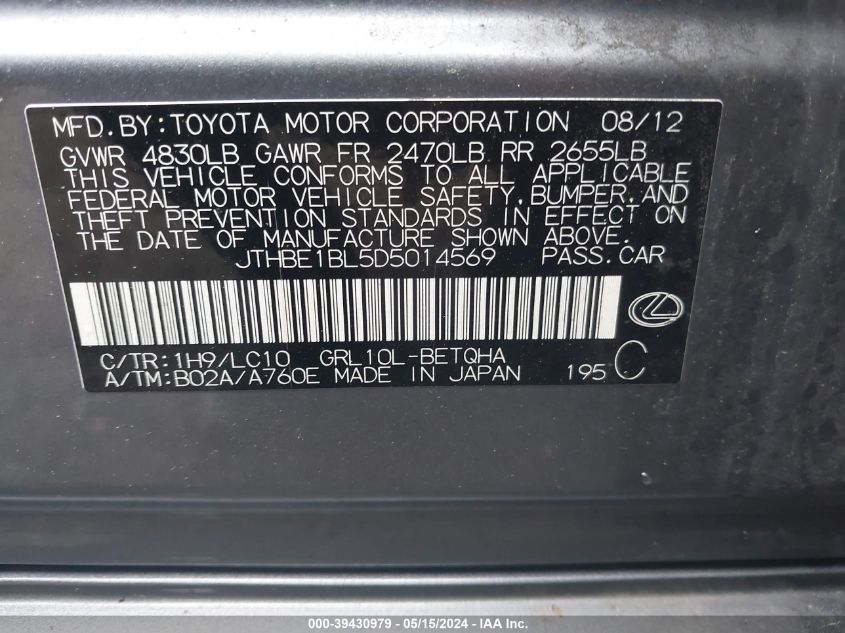 MFD.BY:TOYOTA MOTOR CORPORATION 08/12
GVWR 4830LB GAWR FR 2470LB RR 2655LB
THIS VEHICLE CONFORMS TO ALL APPLICABLE
FEDERAL MOTOR VEHICLE SAFETY,BUMPER,AND
THEFT PREVENTION STANDARDS IN EFFECT ON
THE DATE OF MANUFACTURE SHOWN ABOVE.
JTHBE1BL5D5014569 PASS.CAR
C/TR:1H9/LC10 GRL10L-BETQHA
A/TM:B02A/A760E MADE IN JAPAN 195 C
000-39430979 - 05/15/2024 - IAA Inc.